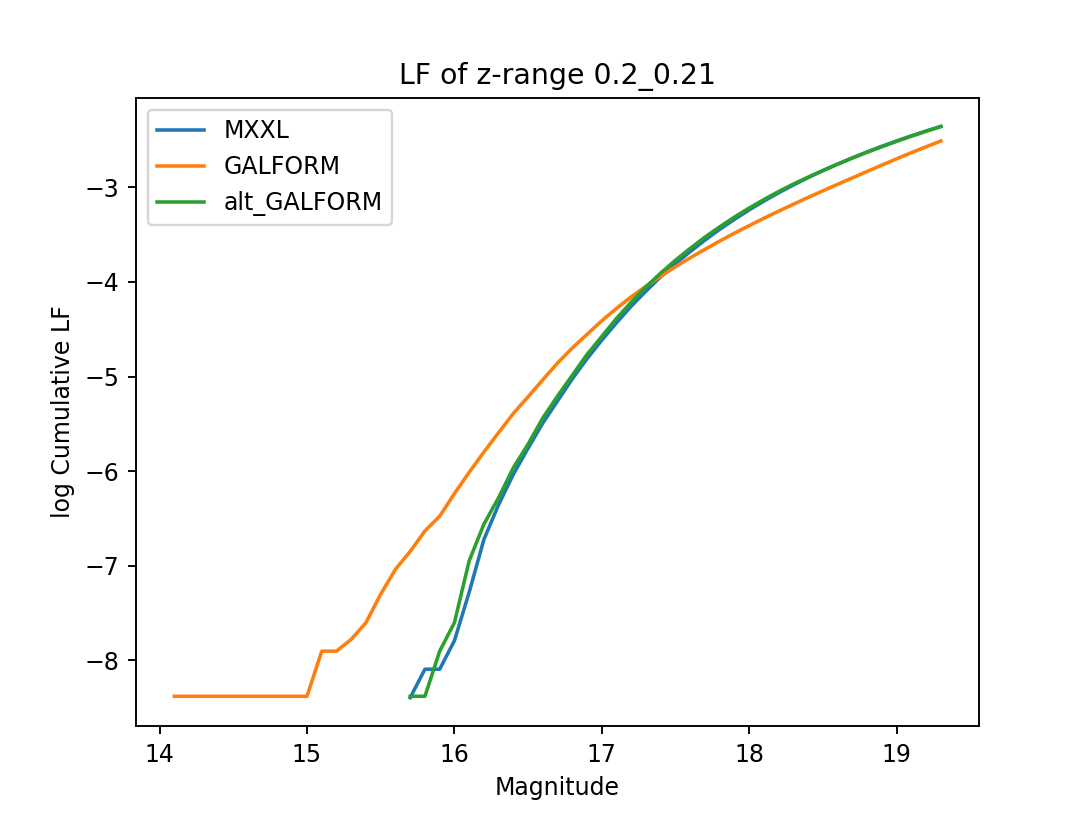 LF of z-range 0.2_0.21
MXXL
GALFORM
alt_GALFORM
log Cumulative LF
−3
−4
−5
−6
−7
−8
14 15 16 17 18 19
Magnitude